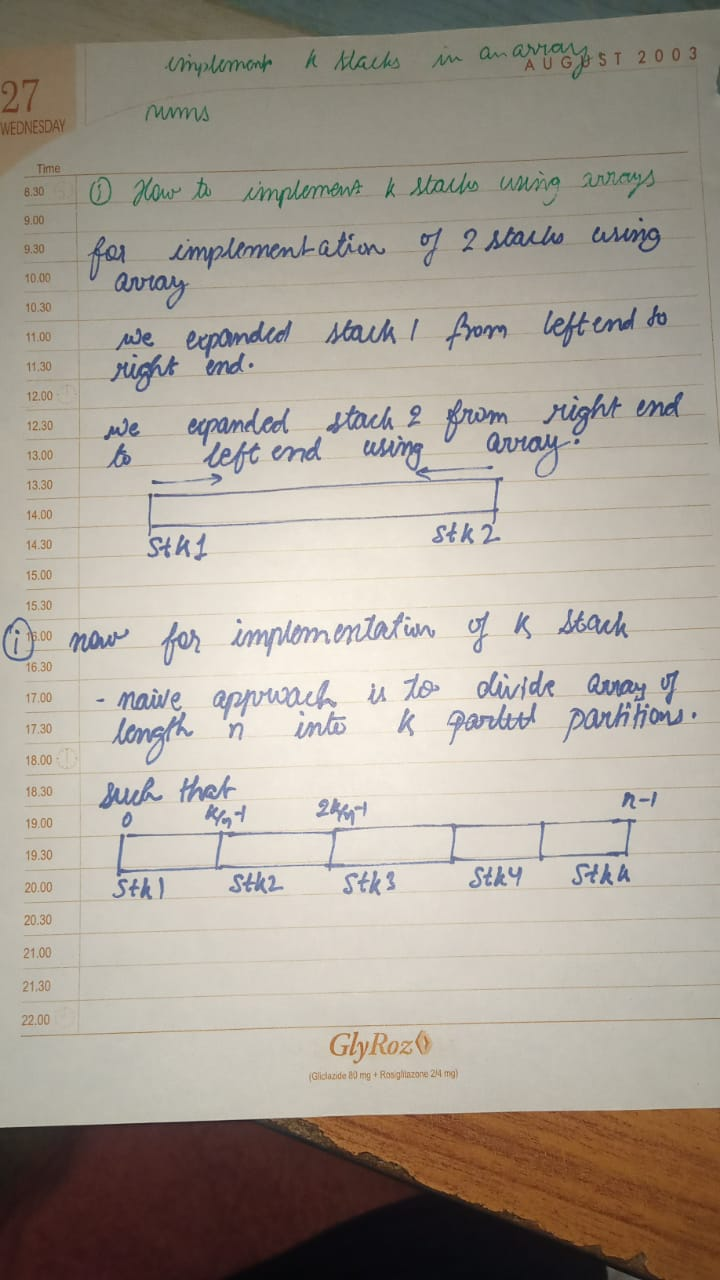 implement k stacks in an array
AUGUST 2003
27
WEDNESDAY
nums
Time
8.30
① How to implement k stacks using arrays
9.00
9.30
for implementation of 2 stacks using
10.00
array
10.30
11.00
we expanded stack 1 from left end to
11.30
right end.
12.00
12.30
we expanded stack 2 from right end
13.00
to left end using array.
13.30
14.00
14.30
Stk1 Stk2
15.00
15.30
16.00
ⓘ now for implementation of k stack
16.30
17.00
- naive approach is to divide array of
17.30
length n into k partitions.
18.00
18.30
such that
0 k/n-1 2k/n-1 n-1
19.00
19.30
20.00
Stk1 Stk2 Stk3 Stk4 Stkk
20.30
21.00
21.30
22.00
GlyRoz
(Gliclazide 80 mg + Rosiglitazone 2/4 mg)